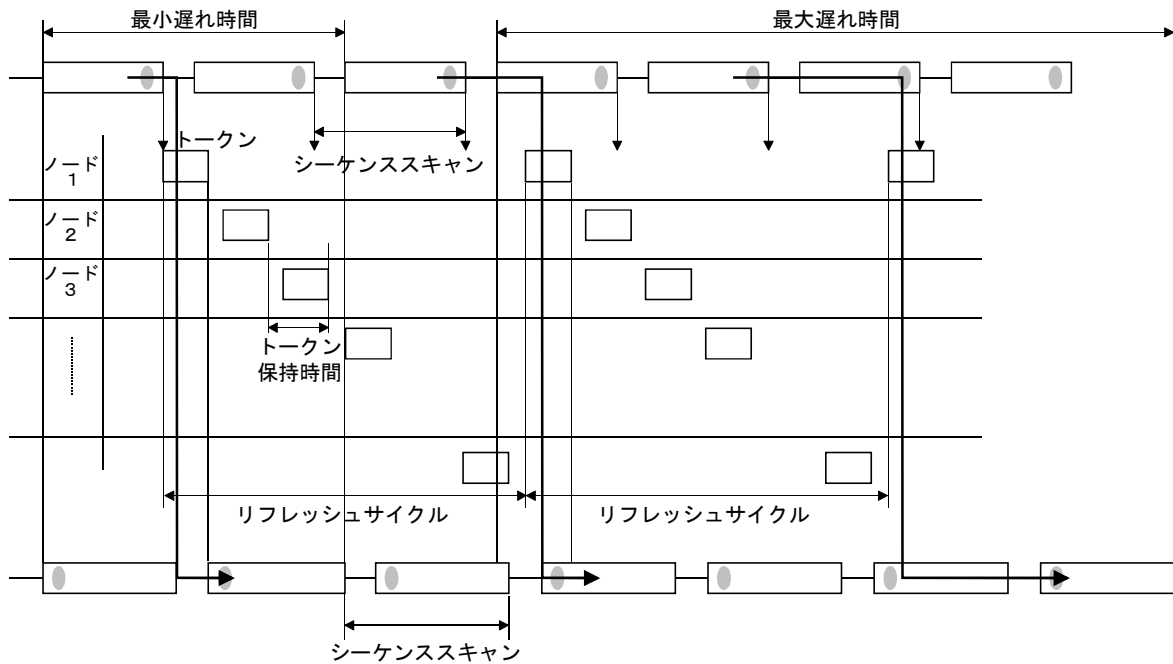 最小遅れ時間
最大遅れ時間
トークン
シーケンススキャン
ノード
1
ノード
2
ノード
3
トークン
保持時間
リフレッシュサイクル
リフレッシュサイクル
シーケンススキャン